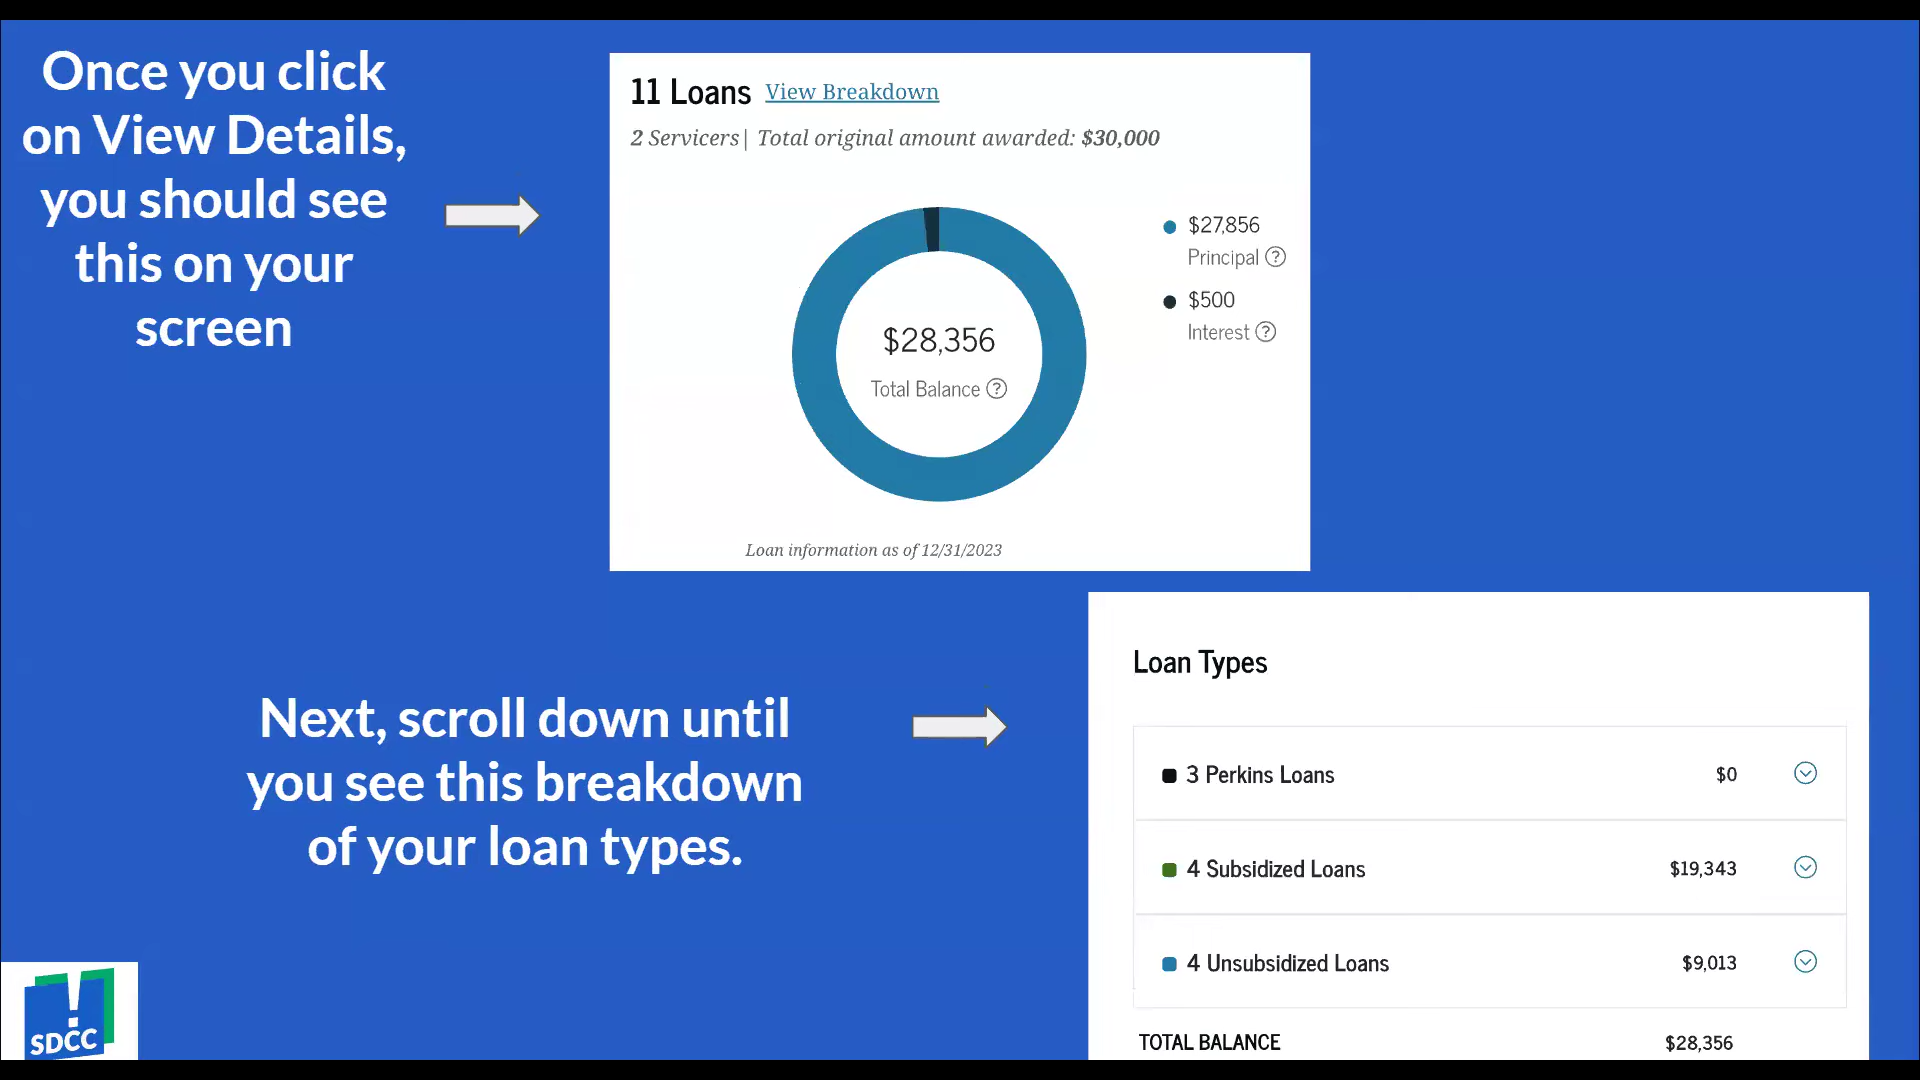 Once you click
on View Details,
you should see
this on your
screen
11 Loans View Breakdown
2 Servicers| Total original amount awarded: $30,000
$27,856
Principal ?
$500
Interest ?
$28,356
Total Balance ?
Loan information as of 12/31/2023
Next, scroll down until
you see this breakdown
of your loan types.
Loan Types
3 Perkins Loans $0
4 Subsidized Loans $19,343
4 Unsubsidized Loans $9,013
TOTAL BALANCE $28,356
SDCC